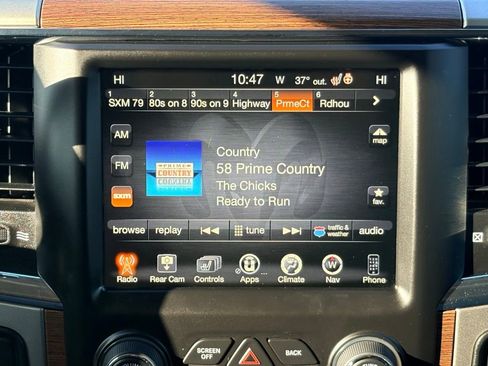 HI 10:47 W 37° out. HI
1 2 3 4 5 6
SXM 79 80s on 8 90s on 9 Highway PrmeCt Rdhou
AM
map
Country
58 Prime Country
PRIME
COUNTRY
The Chicks
FM
Ready to Run
sxm
fav.
browse replay tune traffic & weather audio
Radio Rear Cam Controls Apps Climate Nav Phone
SCREEN OFF BACK